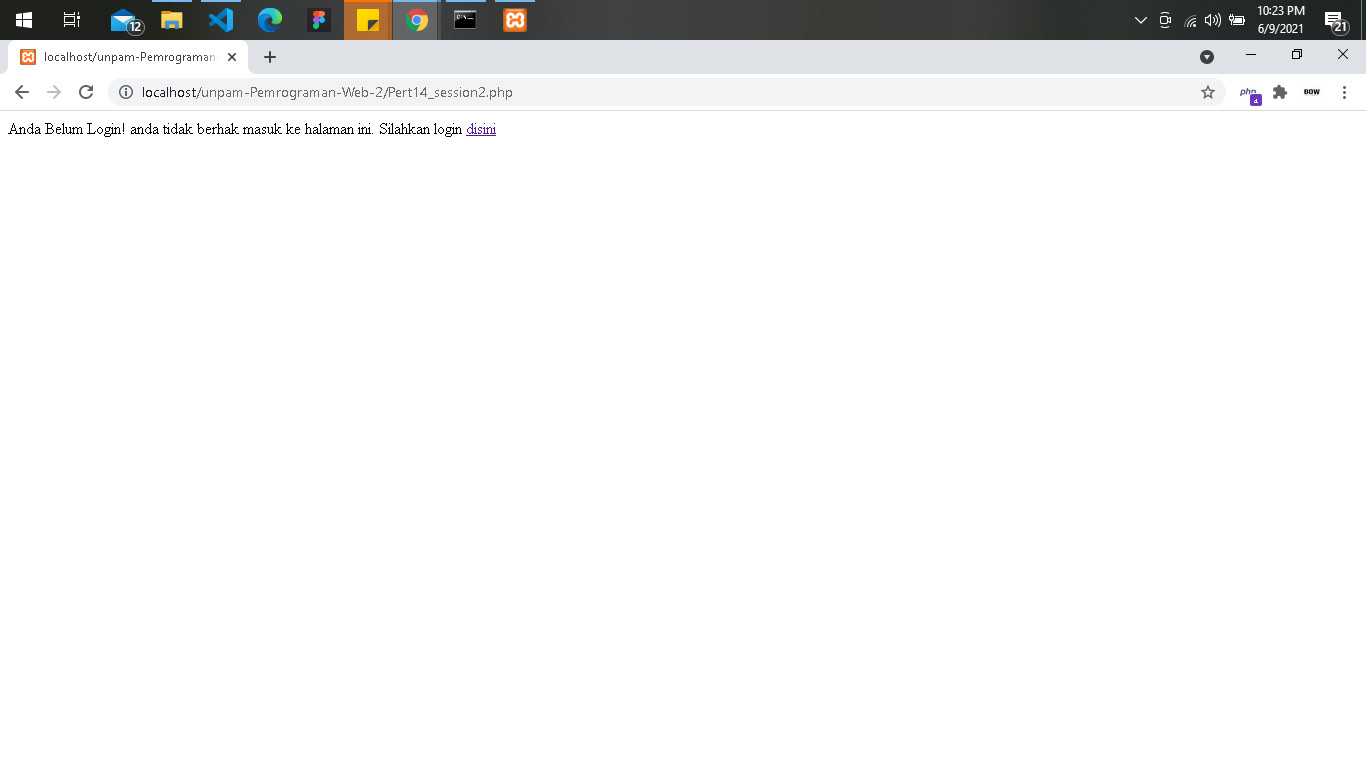 12
10:23 PM
6/9/2021
21
localhost/unpam-Pemrograman
localhost/unpam-Pemrograman-Web-2/Pert14_session2.php
php
4
BOW
Anda Belum Login! anda tidak berhak masuk ke halaman ini. Silahkan login disini